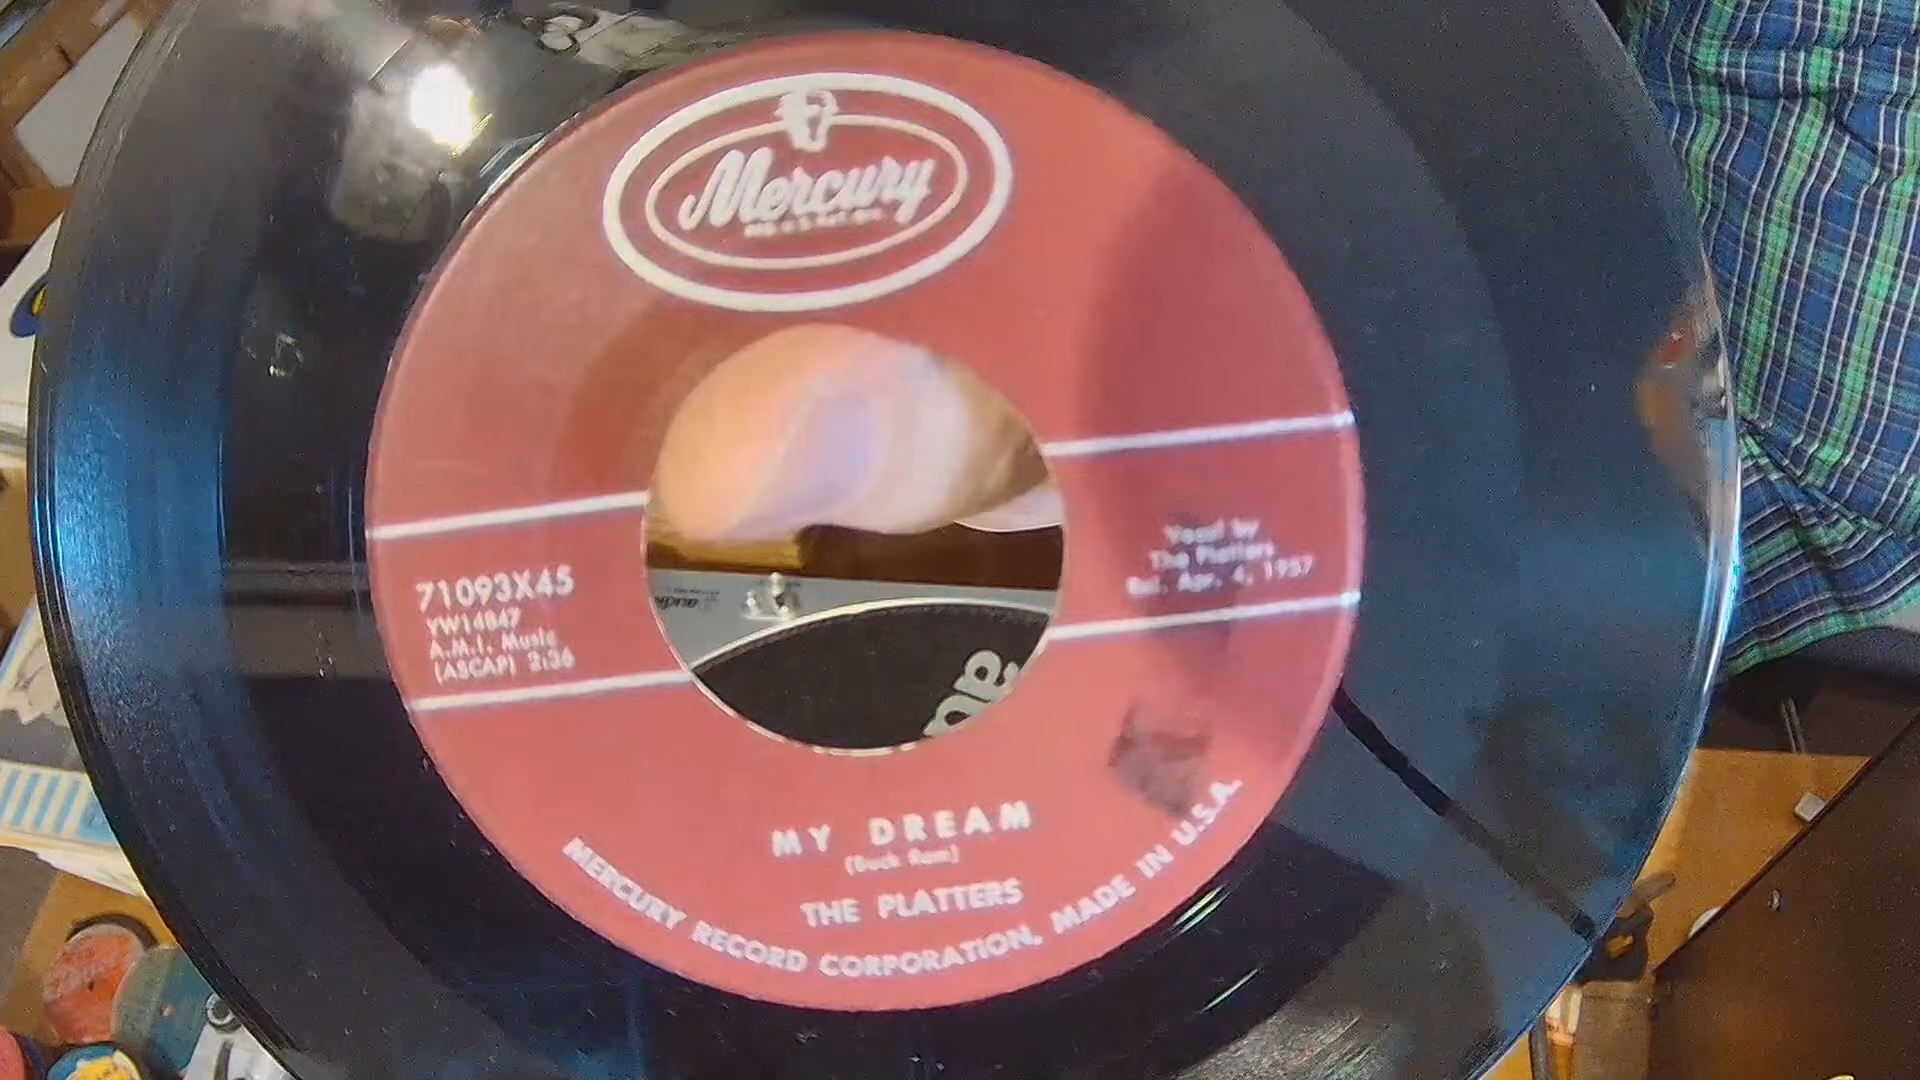 Mercury
71093X45
YW14847
A.M.I. Music
(ASCAP) 2:36
Vocal by
The Platters
Rel. Apr. 4, 1957
MY DREAM
(Buck Ram)
THE PLATTERS
MERCURY RECORD CORPORATION, MADE IN U.S.A.